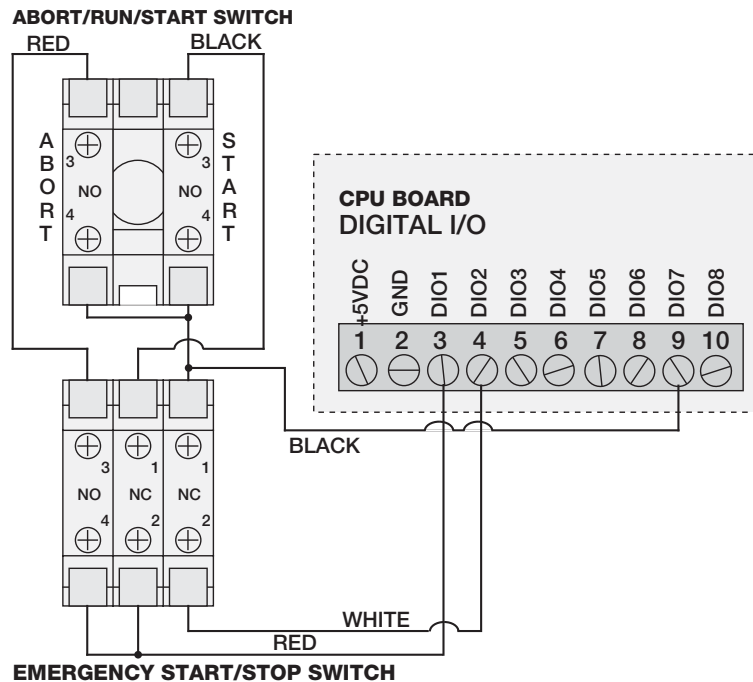 ABORT/RUN/START SWITCH
RED
BLACK
ABORT
START
3
NO
4
3
NO
4
CPU BOARD
DIGITAL I/O
+5VDC GND DIO1 DIO2 DIO3 DIO4 DIO5 DIO6 DIO7 DIO8
1 2 3 4 5 6 7 8 9 10
BLACK
3 1 1
NO NC NC
4 2 2
WHITE
RED
EMERGENCY START/STOP SWITCH